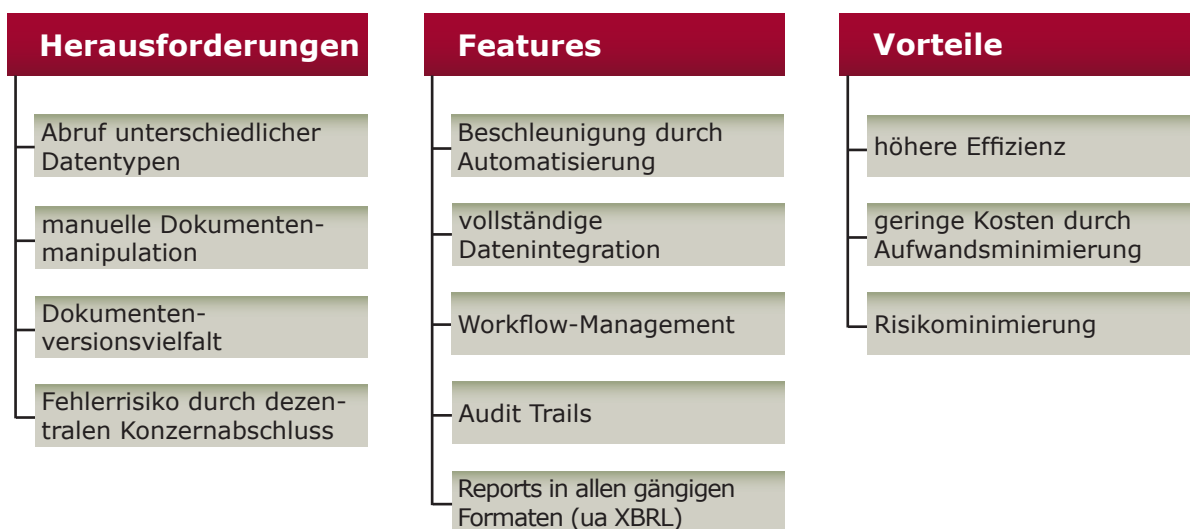 Herausforderungen
Abruf unterschiedlicher
Datentypen
manuelle Dokumenten-
manipulation
Dokumenten-
versionsvielfalt
Fehlerrisiko durch dezen-
tralen Konzernabschluss
Features
Beschleunigung durch
Automatisierung
vollständige
Datenintegration
Workflow-Management
Audit Trails
Reports in allen gängigen
Formaten (ua XBRL)
Vorteile
höhere Effizienz
geringe Kosten durch
Aufwandsminimierung
Risikominimierung